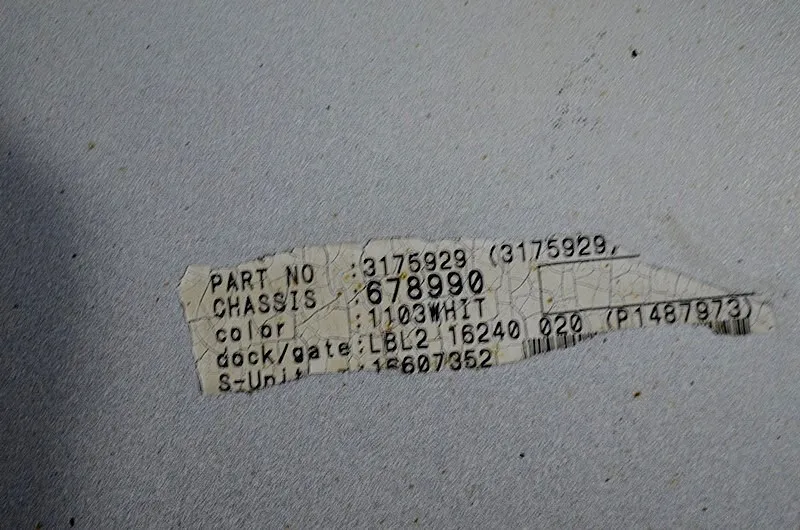 PART NO :3175929 (3175929,
CHASSIS :678990
color :1103WHIT
dock/gate:LBL2 16240 020 (P1487973)
S-Unit :16607352